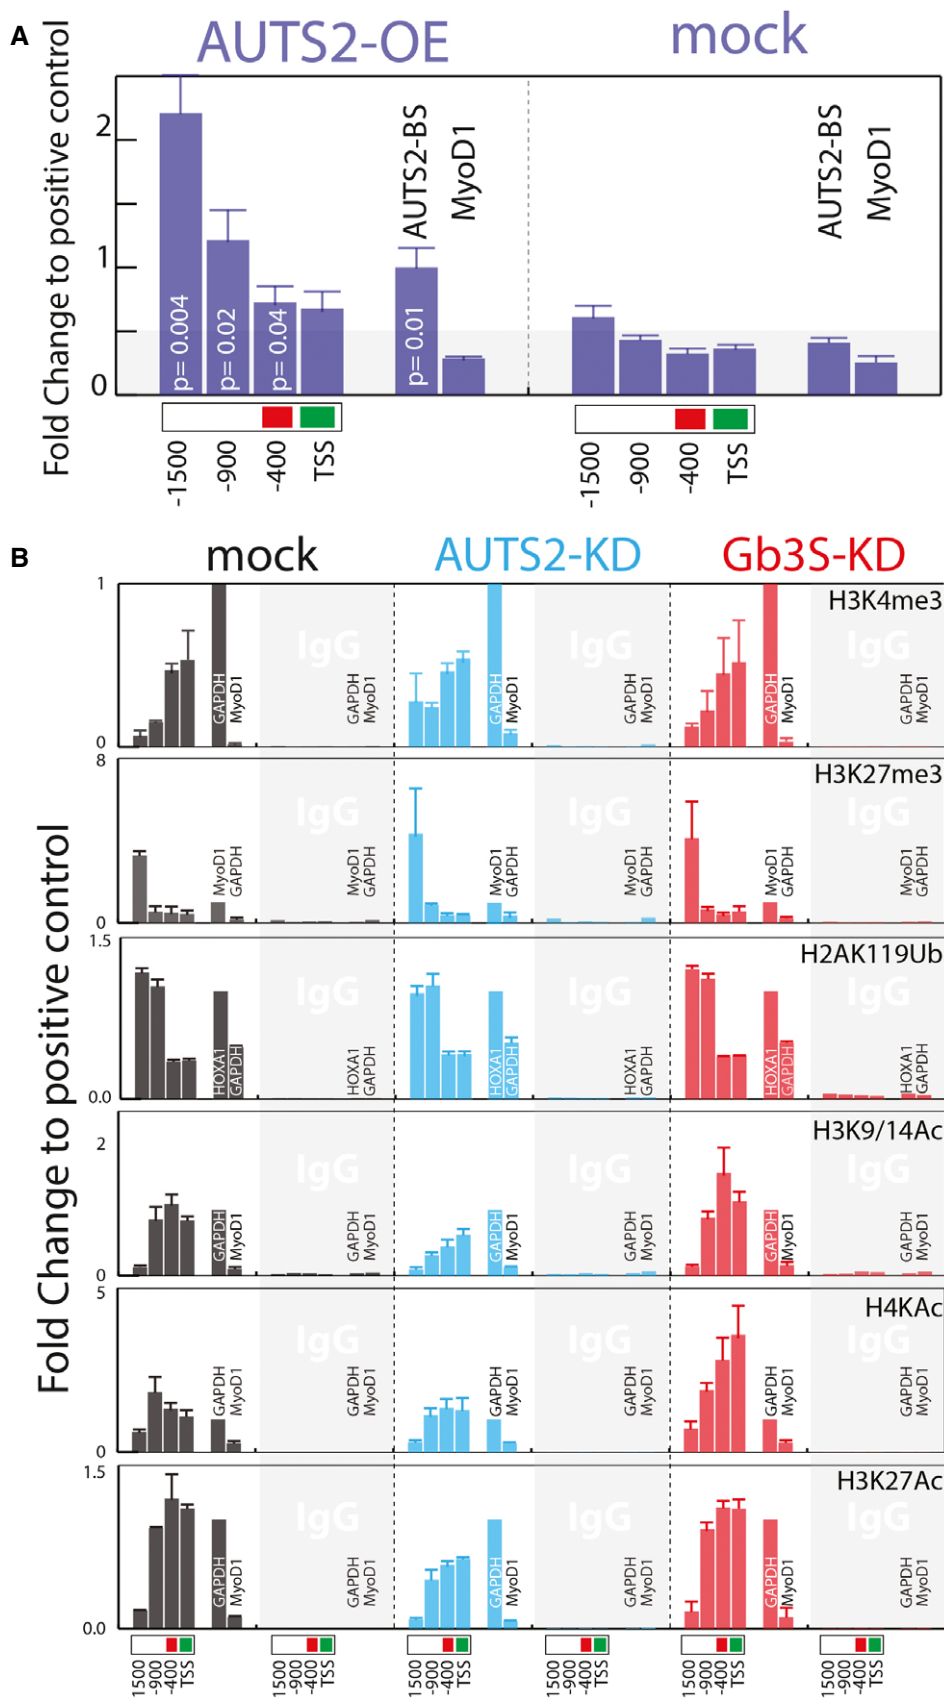 A
AUTS2-OE
mock
Fold Change to positive control
2
1
0
p= 0.004
p= 0.02
p= 0.04
p= 0.01
AUTS2-BS
MyoD1
AUTS2-BS
MyoD1
-1500
-900
-400
TSS
-1500
-900
-400
TSS
B
mock
AUTS2-KD
Gb3S-KD
Fold Change to positive control
H3K4me3
1
0
GAPDH
MyoD1
IgG
GAPDH
MyoD1
GAPDH
MyoD1
IgG
GAPDH
MyoD1
GAPDH
MyoD1
IgG
GAPDH
MyoD1
H3K27me3
8
0
MyoD1
GAPDH
IgG
MyoD1
GAPDH
MyoD1
GAPDH
IgG
MyoD1
GAPDH
MyoD1
GAPDH
IgG
MyoD1
GAPDH
H2AK119Ub
1.5
0.0
HOXA1
GAPDH
IgG
HOXA1
GAPDH
HOXA1
GAPDH
IgG
HOXA1
GAPDH
HOXA1
GAPDH
IgG
HOXA1
GAPDH
H3K9/14Ac
2
0
GAPDH
MyoD1
IgG
GAPDH
MyoD1
GAPDH
MyoD1
IgG
GAPDH
MyoD1
GAPDH
MyoD1
IgG
GAPDH
MyoD1
H4KAc
5
0
GAPDH
MyoD1
IgG
GAPDH
MyoD1
GAPDH
MyoD1
IgG
GAPDH
MyoD1
GAPDH
MyoD1
IgG
GAPDH
MyoD1
H3K27Ac
1.5
0.0
GAPDH
MyoD1
IgG
GAPDH
MyoD1
GAPDH
MyoD1
IgG
GAPDH
MyoD1
GAPDH
MyoD1
IgG
GAPDH
MyoD1
1500
-900
-400
TSS
1500
-900
-400
TSS
1500
-900
-400
TSS
1500
-900
-400
TSS
1500
-900
-400
TSS
1500
-900
-400
TSS